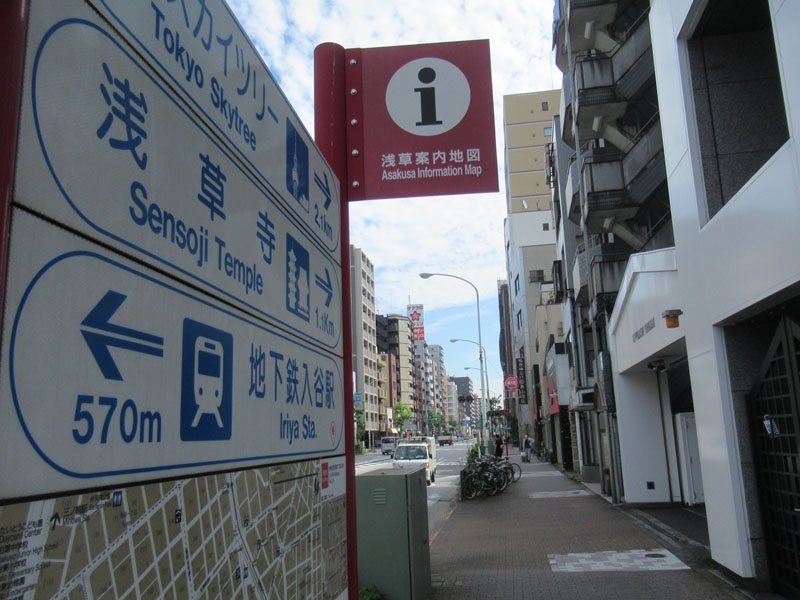 スカイツリー
Tokyo Skytree
2.1km
浅草寺
Sensoji Temple
1.1Km
570m
地下鉄入谷駅
Iriya Sta.
i
浅草案内地図
Asakusa Information Map